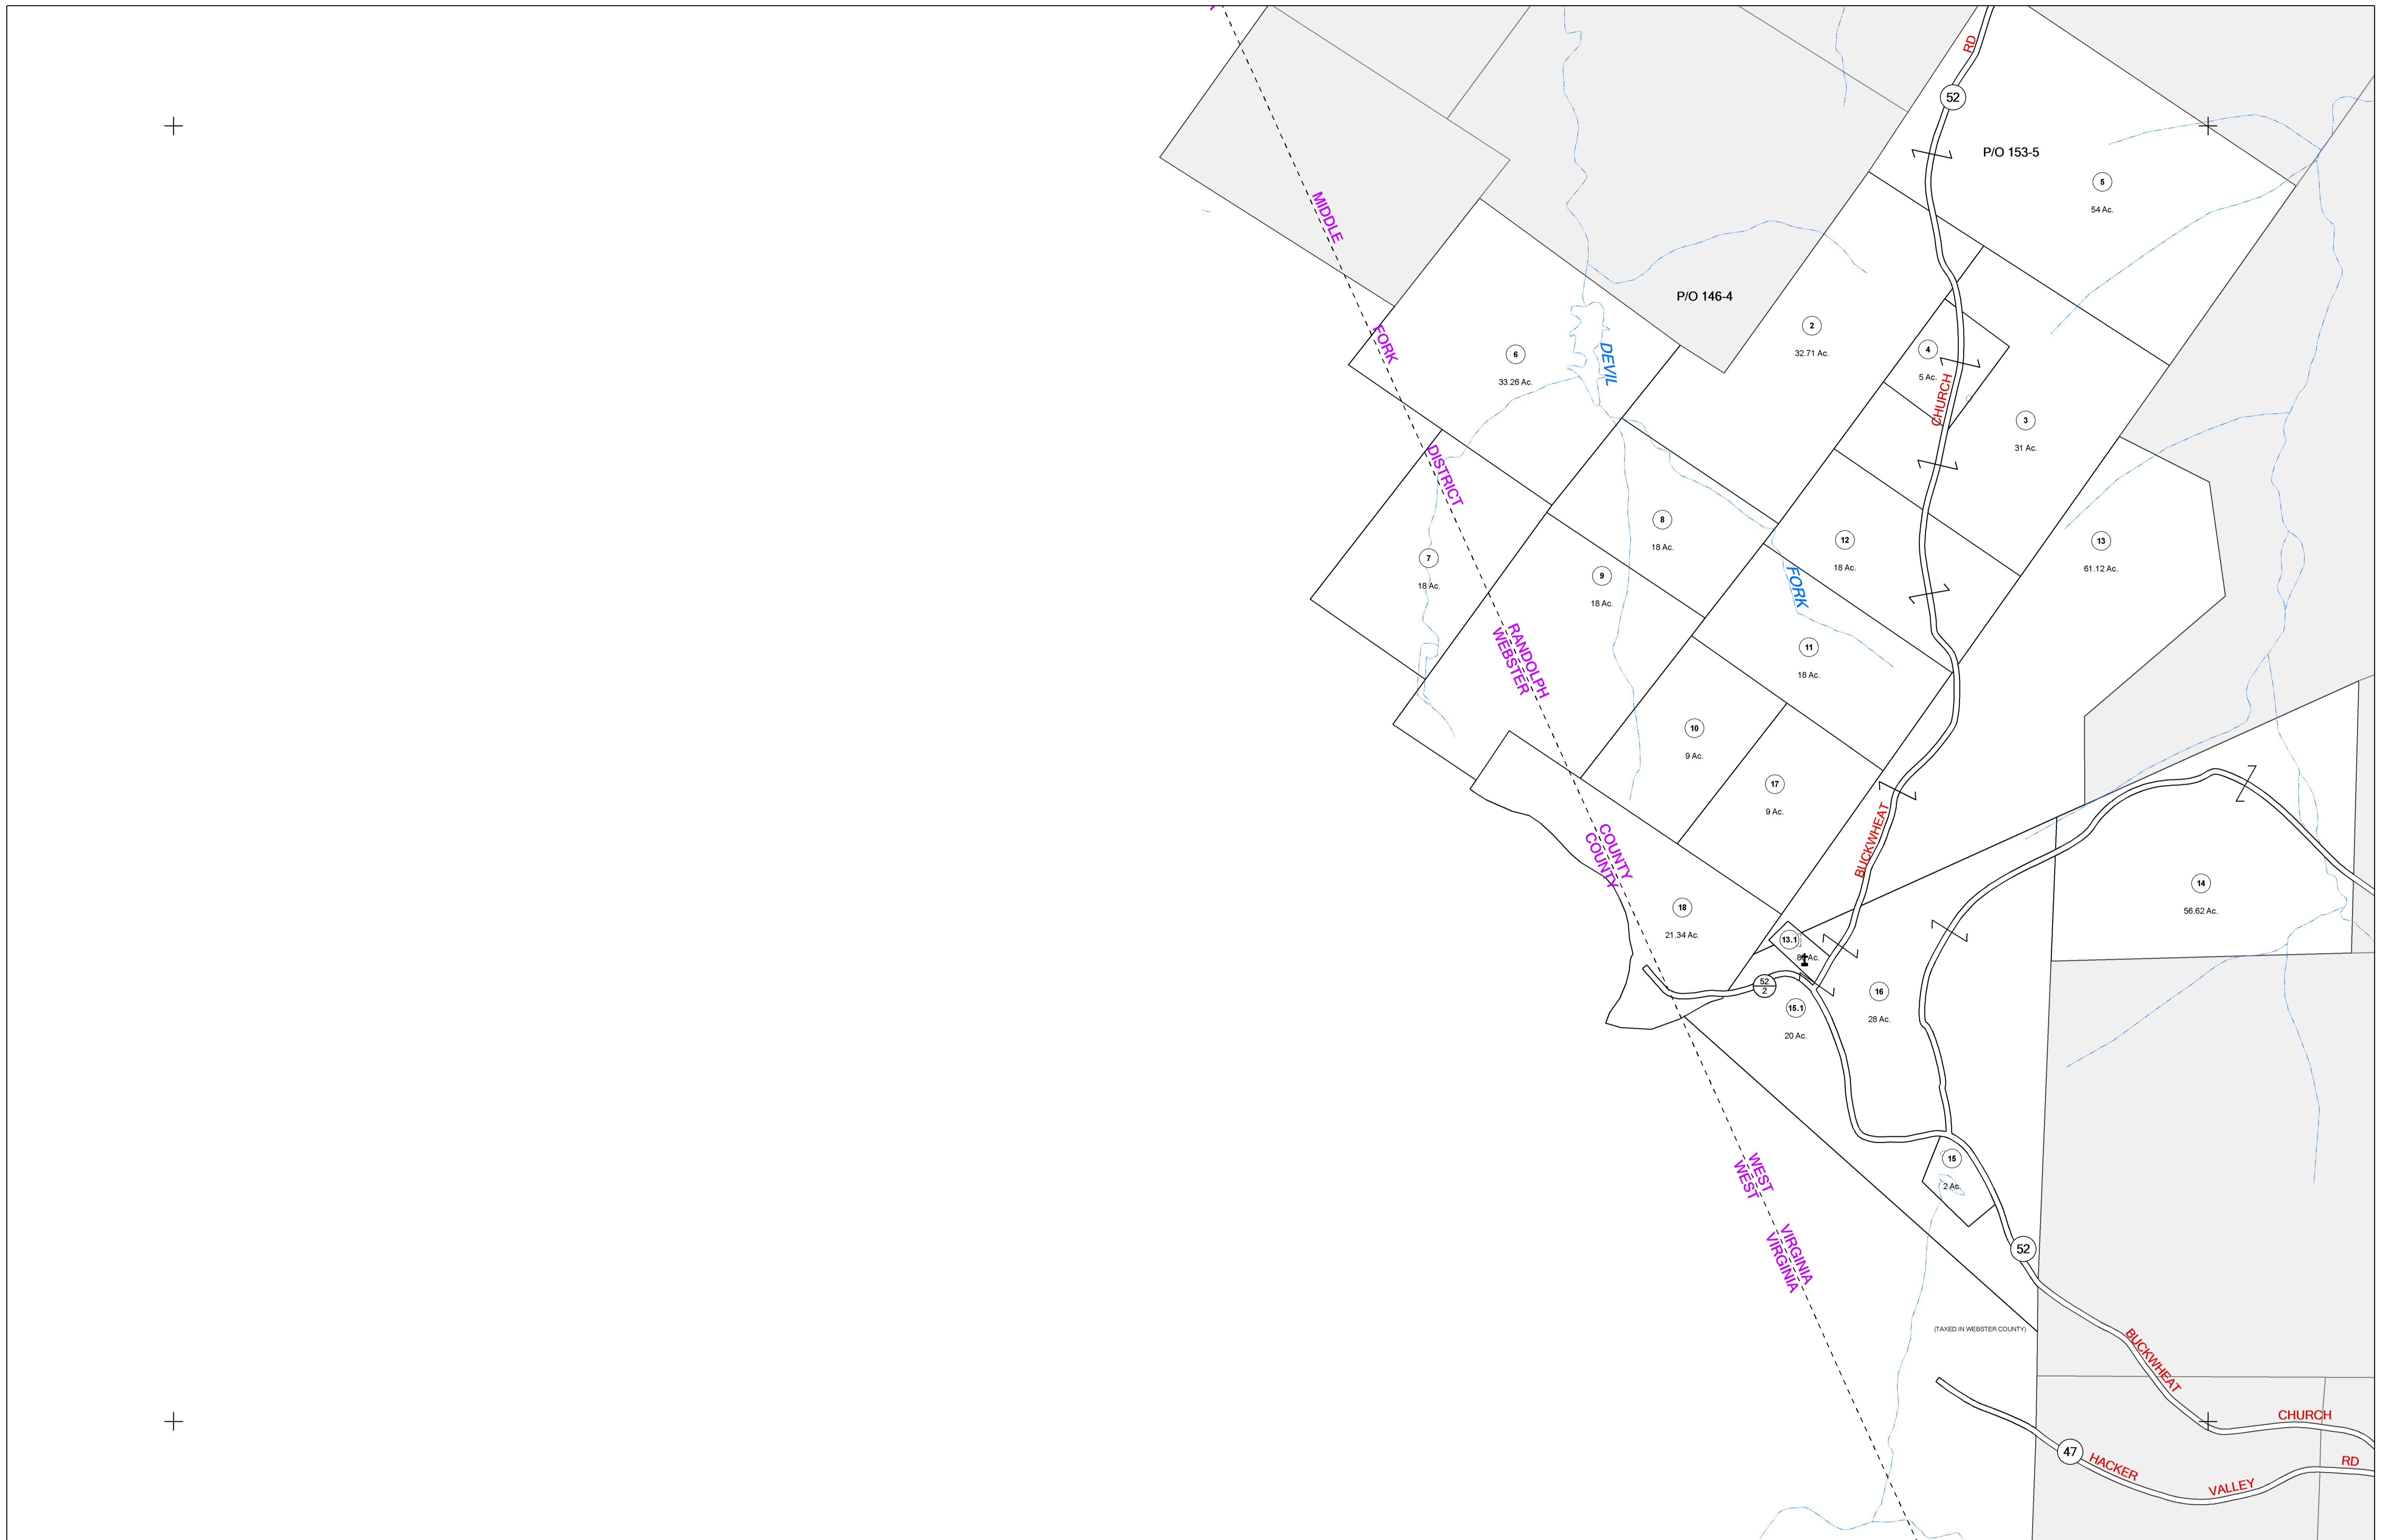 RD
52
P/O 153-5
5
54 Ac.
MIDDLE
FORK
DISTRICT
P/O 146-4
2
32.71 Ac.
6
33.26 Ac.
DEVIL
4
5 Ac.
CHURCH
3
31 Ac.
8
18 Ac.
7
18 Ac.
9
18 Ac.
12
18 Ac.
FORK
13
61.12 Ac.
RANDOLPH
WEBSTER
11
18 Ac.
10
9 Ac.
17
9 Ac.
COUNTY
COUNTY
BUCKWHEAT
14
56.62 Ac.
18
21.34 Ac.
13.1
Ac.
52
2
16
28 Ac.
15.1
20 Ac.
WEST
WEST
15
2 Ac.
VIRGINIA
VIRGINIA
52
(TAXED IN WEBSTER COUNTY)
BUCKWHEAT
CHURCH
47
HACKER
VALLEY
RD